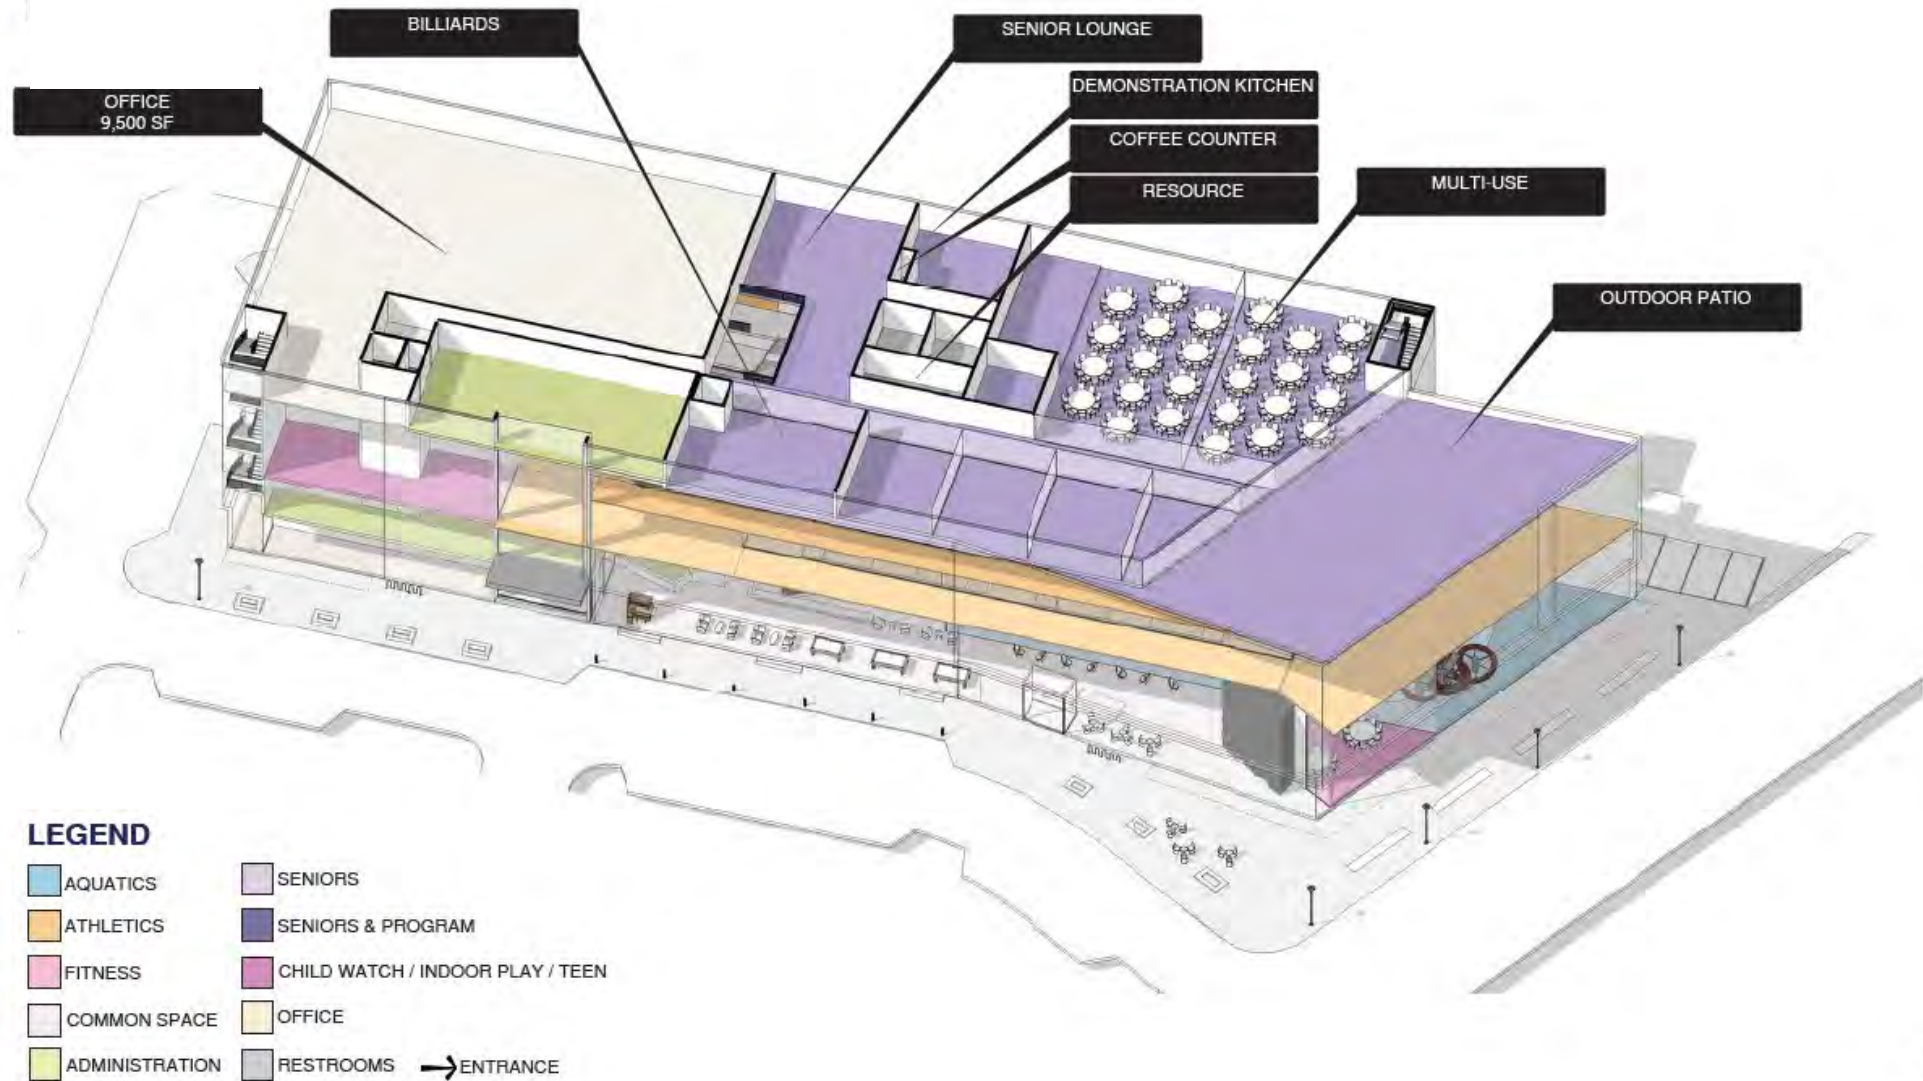 BILLIARDS
SENIOR LOUNGE
OFFICE
9,500 SF
DEMONSTRATION KITCHEN
COFFEE COUNTER
RESOURCE
MULTI-USE
OUTDOOR PATIO
LEGEND
AQUATICS
ATHLETICS
FITNESS
COMMON SPACE
ADMINISTRATION
SENIORS
SENIORS & PROGRAM
CHILD WATCH / INDOOR PLAY / TEEN
OFFICE
RESTROOMS
ENTRANCE